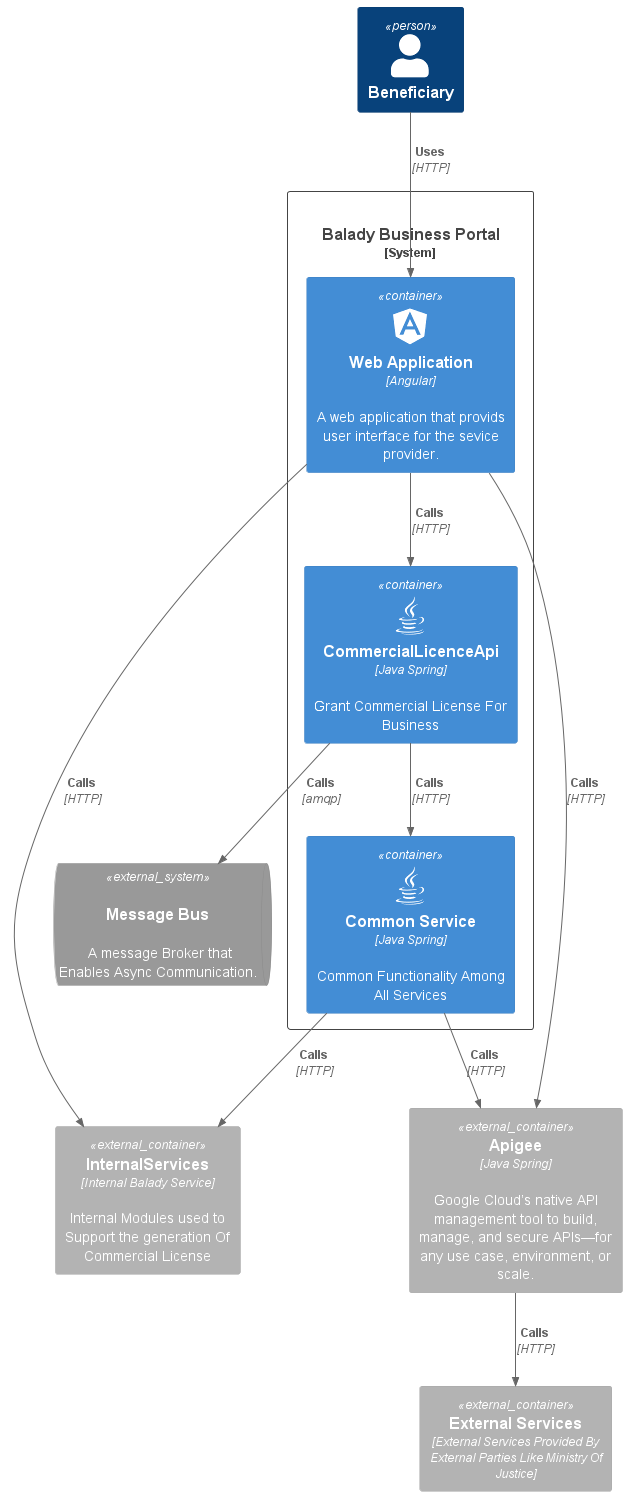 «person»
Beneficiary
Uses
[HTTP]
Balady Business Portal
[System]
«container»
Web Application
[Angular]
A web application that provids
user interface for the sevice
provider.
Calls
[HTTP]
«container»
CommercialLicenceApi
[Java Spring]
Grant Commercial License For
Business
Calls
[HTTP]
Calls
[amqp]
Calls
[HTTP]
Calls
[HTTP]
«external_system»
Message Bus
A message Broker that
Enables Async Communication.
«container»
Common Service
[Java Spring]
Common Functionality Among
All Services
Calls
[HTTP]
Calls
[HTTP]
«external_container»
InternalServices
[Internal Balady Service]
Internal Modules used to
Support the generation Of
Commercial License
«external_container»
Apigee
[Java Spring]
Google Cloud’s native API
management tool to build,
manage, and secure APIs—for
any use case, environment, or
scale.
Calls
[HTTP]
«external_container»
External Services
[External Services Provided By
External Parties Like Ministry Of
Justice]